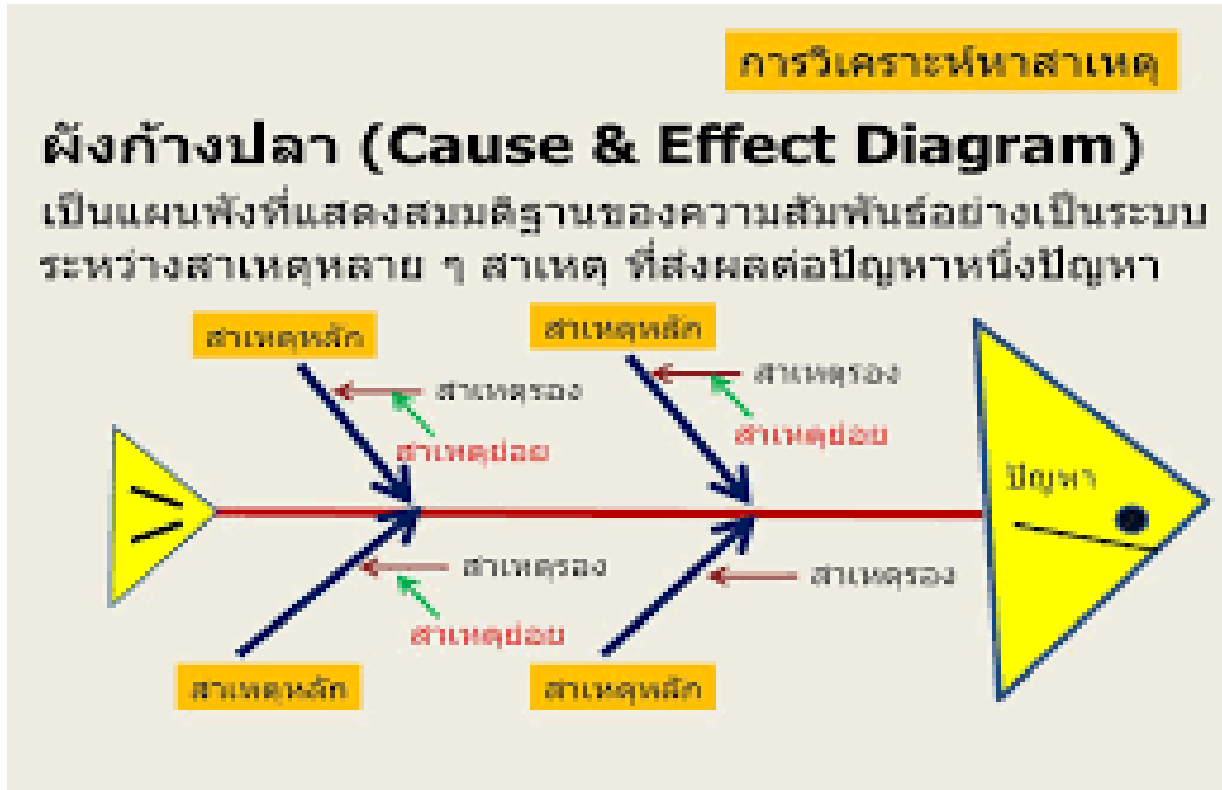 การวิเคราะห์หาสาเหตุ
ผังก้างปลา (Cause & Effect Diagram)
เป็นแผนผังที่แสดงสมมติฐานของความสัมพันธ์อย่างเป็นระบบ
ระหว่างสาเหตุหลาย ๆ สาเหตุ ที่ส่งผลต่อปัญหาหนึ่งปัญหา
สาเหตุหลัก
สาเหตุหลัก
สาเหตุรอง
สาเหตุรอง
สาเหตุย่อย
สาเหตุย่อย
ปัญหา
สาเหตุรอง
สาเหตุรอง
สาเหตุย่อย
สาเหตุหลัก
สาเหตุหลัก